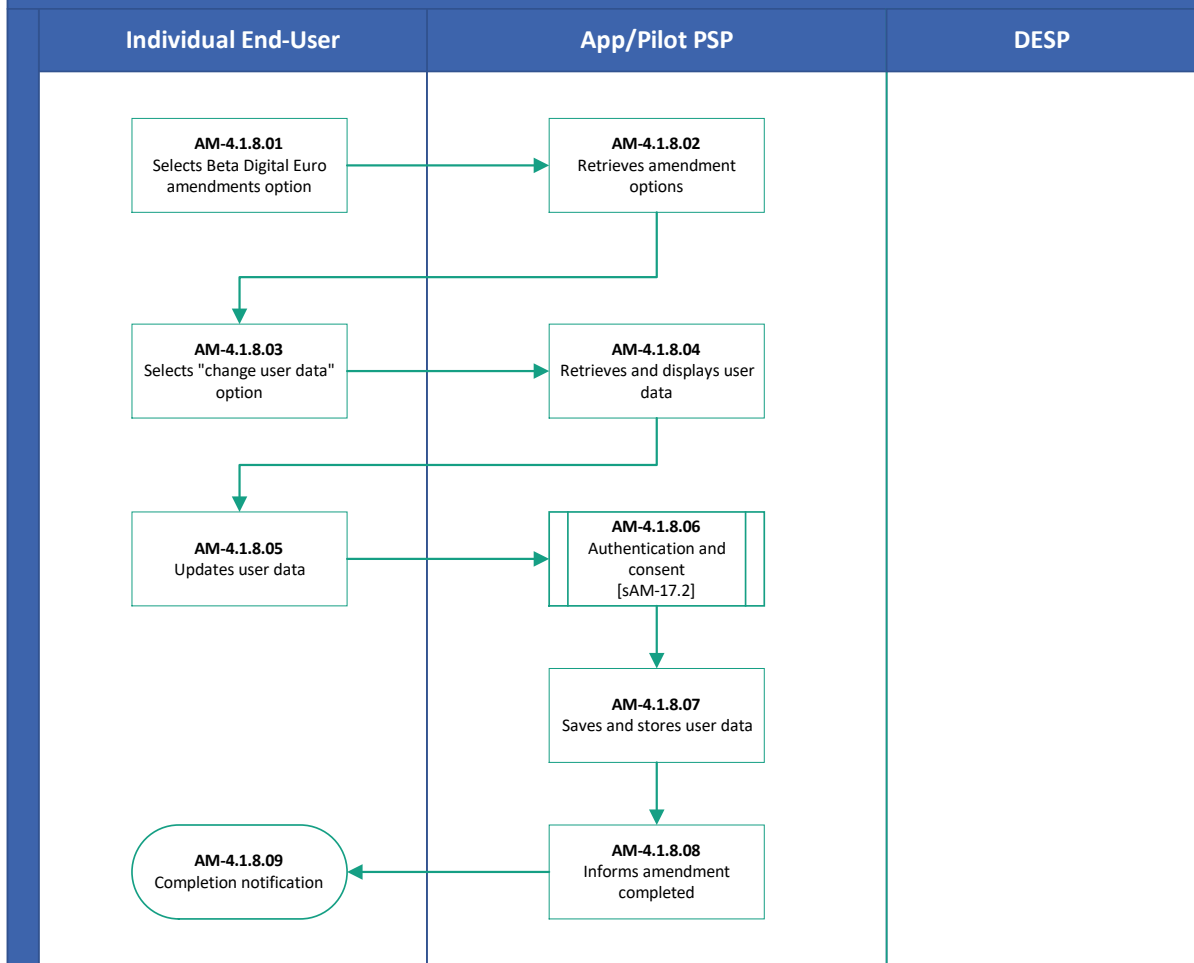 Individual End-User
App/Pilot PSP
DESP
AM-4.1.8.01
Selects Beta Digital Euro
amendments option
AM-4.1.8.02
Retrieves amendment
options
AM-4.1.8.03
Selects "change user data"
option
AM-4.1.8.04
Retrieves and displays user
data
AM-4.1.8.05
Updates user data
AM-4.1.8.06
Authentication and
consent
[sAM-17.2]
AM-4.1.8.07
Saves and stores user data
AM-4.1.8.08
Informs amendment
completed
AM-4.1.8.09
Completion notification